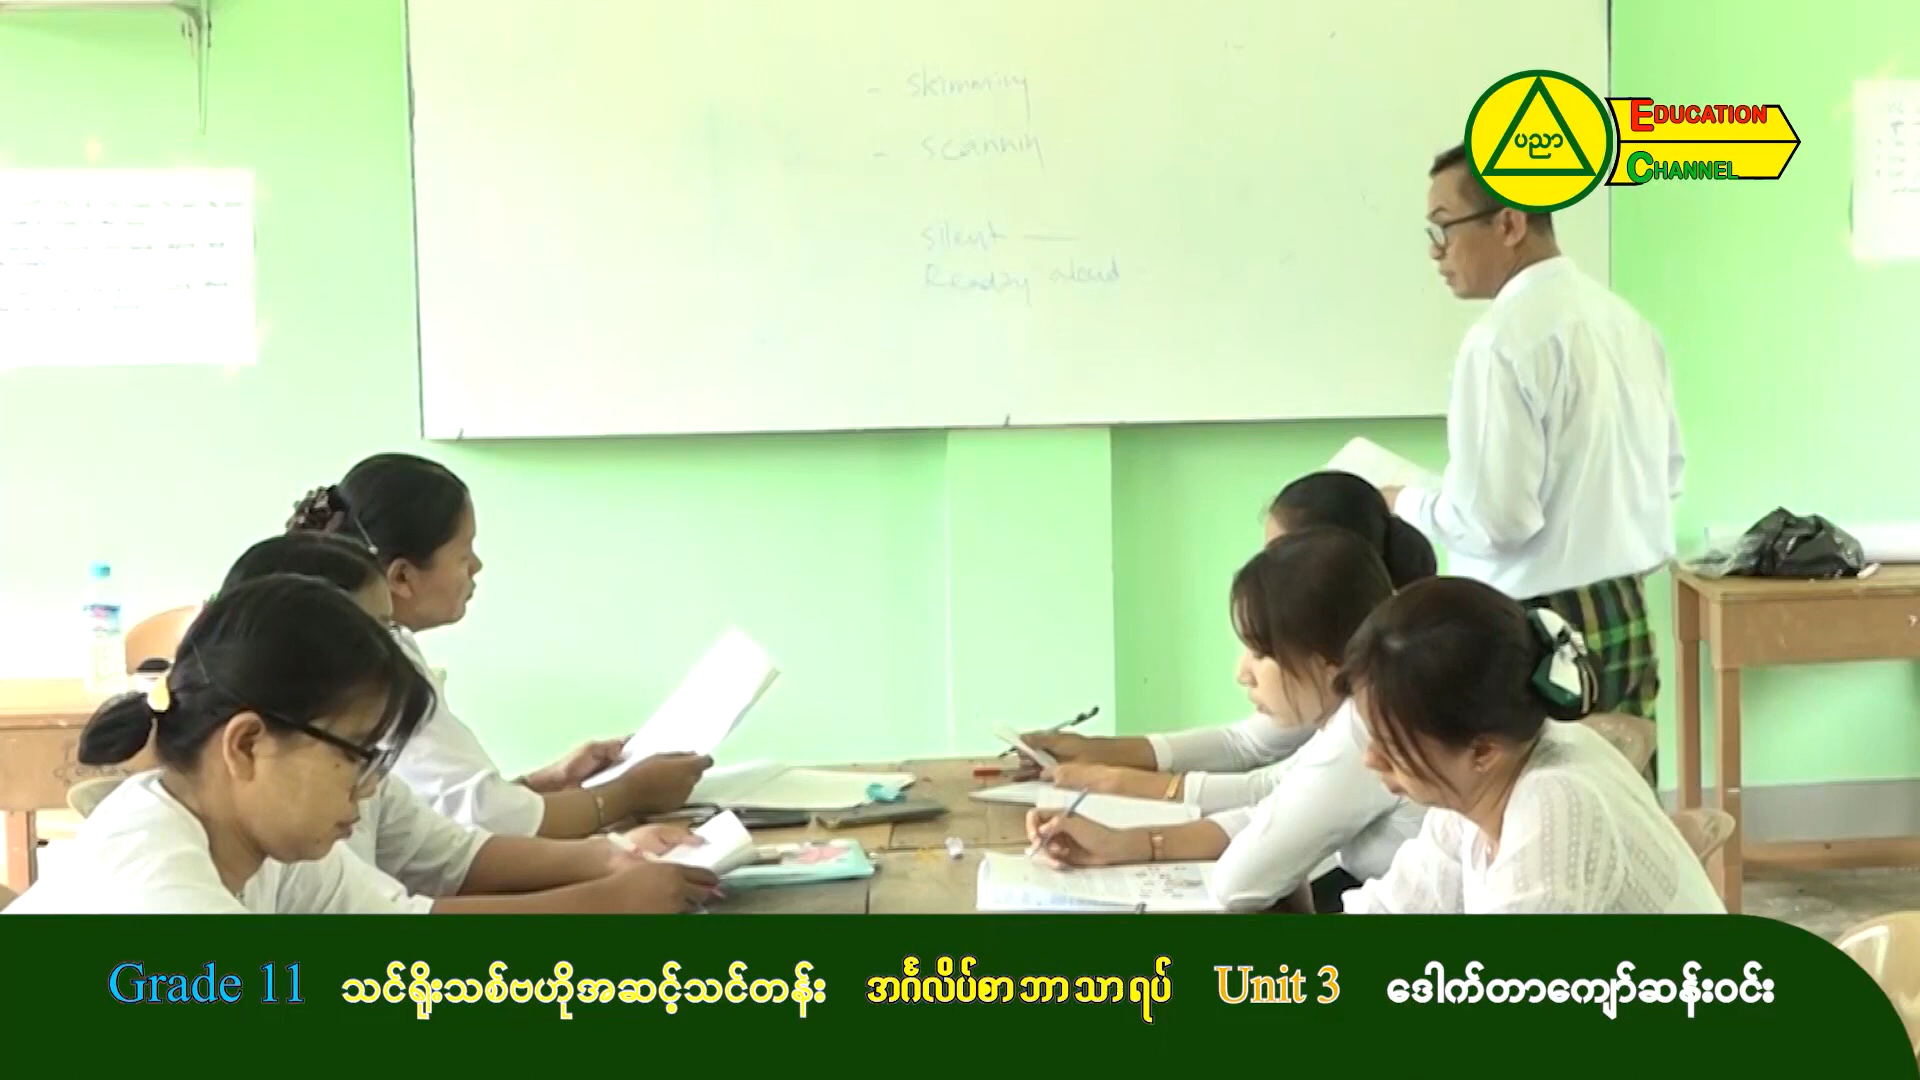 - skimming
- scannin
silent —
Ready aloud
ပညာ
EDUCATION
CHANNEL
Grade 11 သင်ရိုးသစ်ဗဟိုအဆင့်သင်တန်း အင်္ဂလိပ်စာဘာသာရပ် Unit 3 ဒေါက်တာကျော်ဆန်းဝင်း